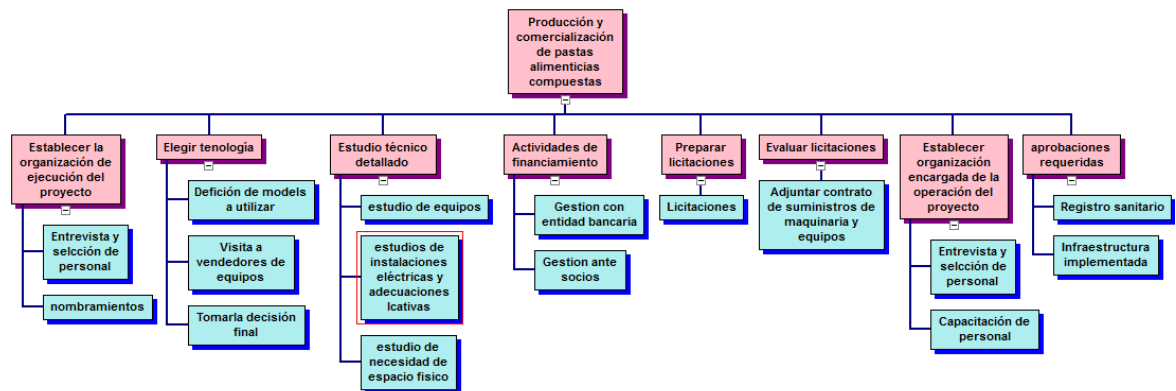 Producción y
comercialización
de pastas
alimenticias
compuestas
Establecer la
organización de
ejecución del
proyecto
Entrevista y
selcción de
personal
nombramientos
Elegir tenología
Defición de models
a utilizar
Visita a
vendedores de
equipos
Tomarla decisión
final
Estudio técnico
detallado
estudio de equipos
estudios de
instalaciones
eléctricas y
adecuaciones
lcativas
estudio de
necesidad de
espacio fisico
Actividades de
financiamiento
Gestion con
entidad bancaria
Gestion ante
socios
Preparar
licitaciones
Licitaciones
Evaluar licitaciones
Adjuntar contrato
de suministros de
maquinaria y
equipos
Establecer
organización
encargada de la
operación del
proyecto
Entrevista y
selcción de
personal
Capacitación de
personal
aprobaciones
requeridas
Registro sanitario
Infraestructura
implementada